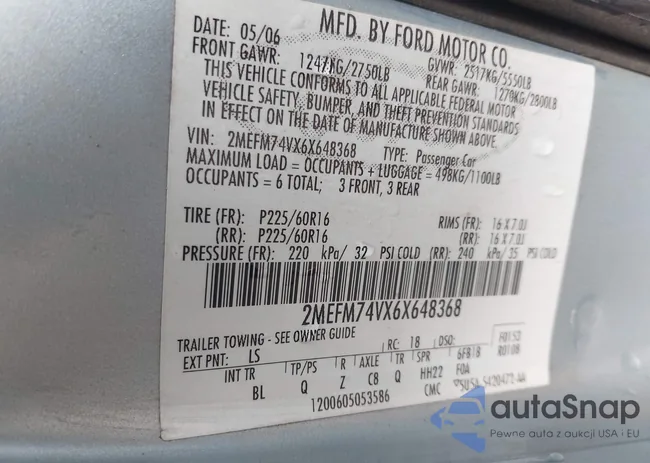 MFD. BY FORD MOTOR CO.
DATE: 05/06
GVWR: 2517KG/5550LB
FRONT GAWR: 1247KG/2750LB
REAR GAWR: 1270KG/2800LB
THIS VEHICLE CONFORMS TO ALL APPLICABLE FEDERAL MOTOR
VEHICLE SAFETY, BUMPER, AND THEFT PREVENTION STANDARDS
IN EFFECT ON THE DATE OF MANUFACTURE SHOWN ABOVE.
VIN: 2MEFM74VX6X648368 TYPE: Passenger Car
MAXIMUM LOAD = OCCUPANTS + LUGGAGE = 498KG/1100LB
OCCUPANTS = 6 TOTAL; 3 FRONT, 3 REAR
TIRE (FR): P225/60R16 RIMS (FR): 16 X 7.0J
(RR): P225/60R16 (RR): 16 X 7.0J
PRESSURE (FR): 220 kPa/ 32 PSI COLD (RR): 240 kPa/ 35 PSI COLD
2MEFM74VX6X648368
TRAILER TOWING - SEE OWNER GUIDE
EXT PNT: LS RC: 18 DSO: F0153
6FB18 R0108
INT TR TP/PS R AXLE TR SPR
BL Q Z C8 Q HH22 F0A
1200605053586 CMC
autaSnap
Pewne auta z aukcji USA i EU